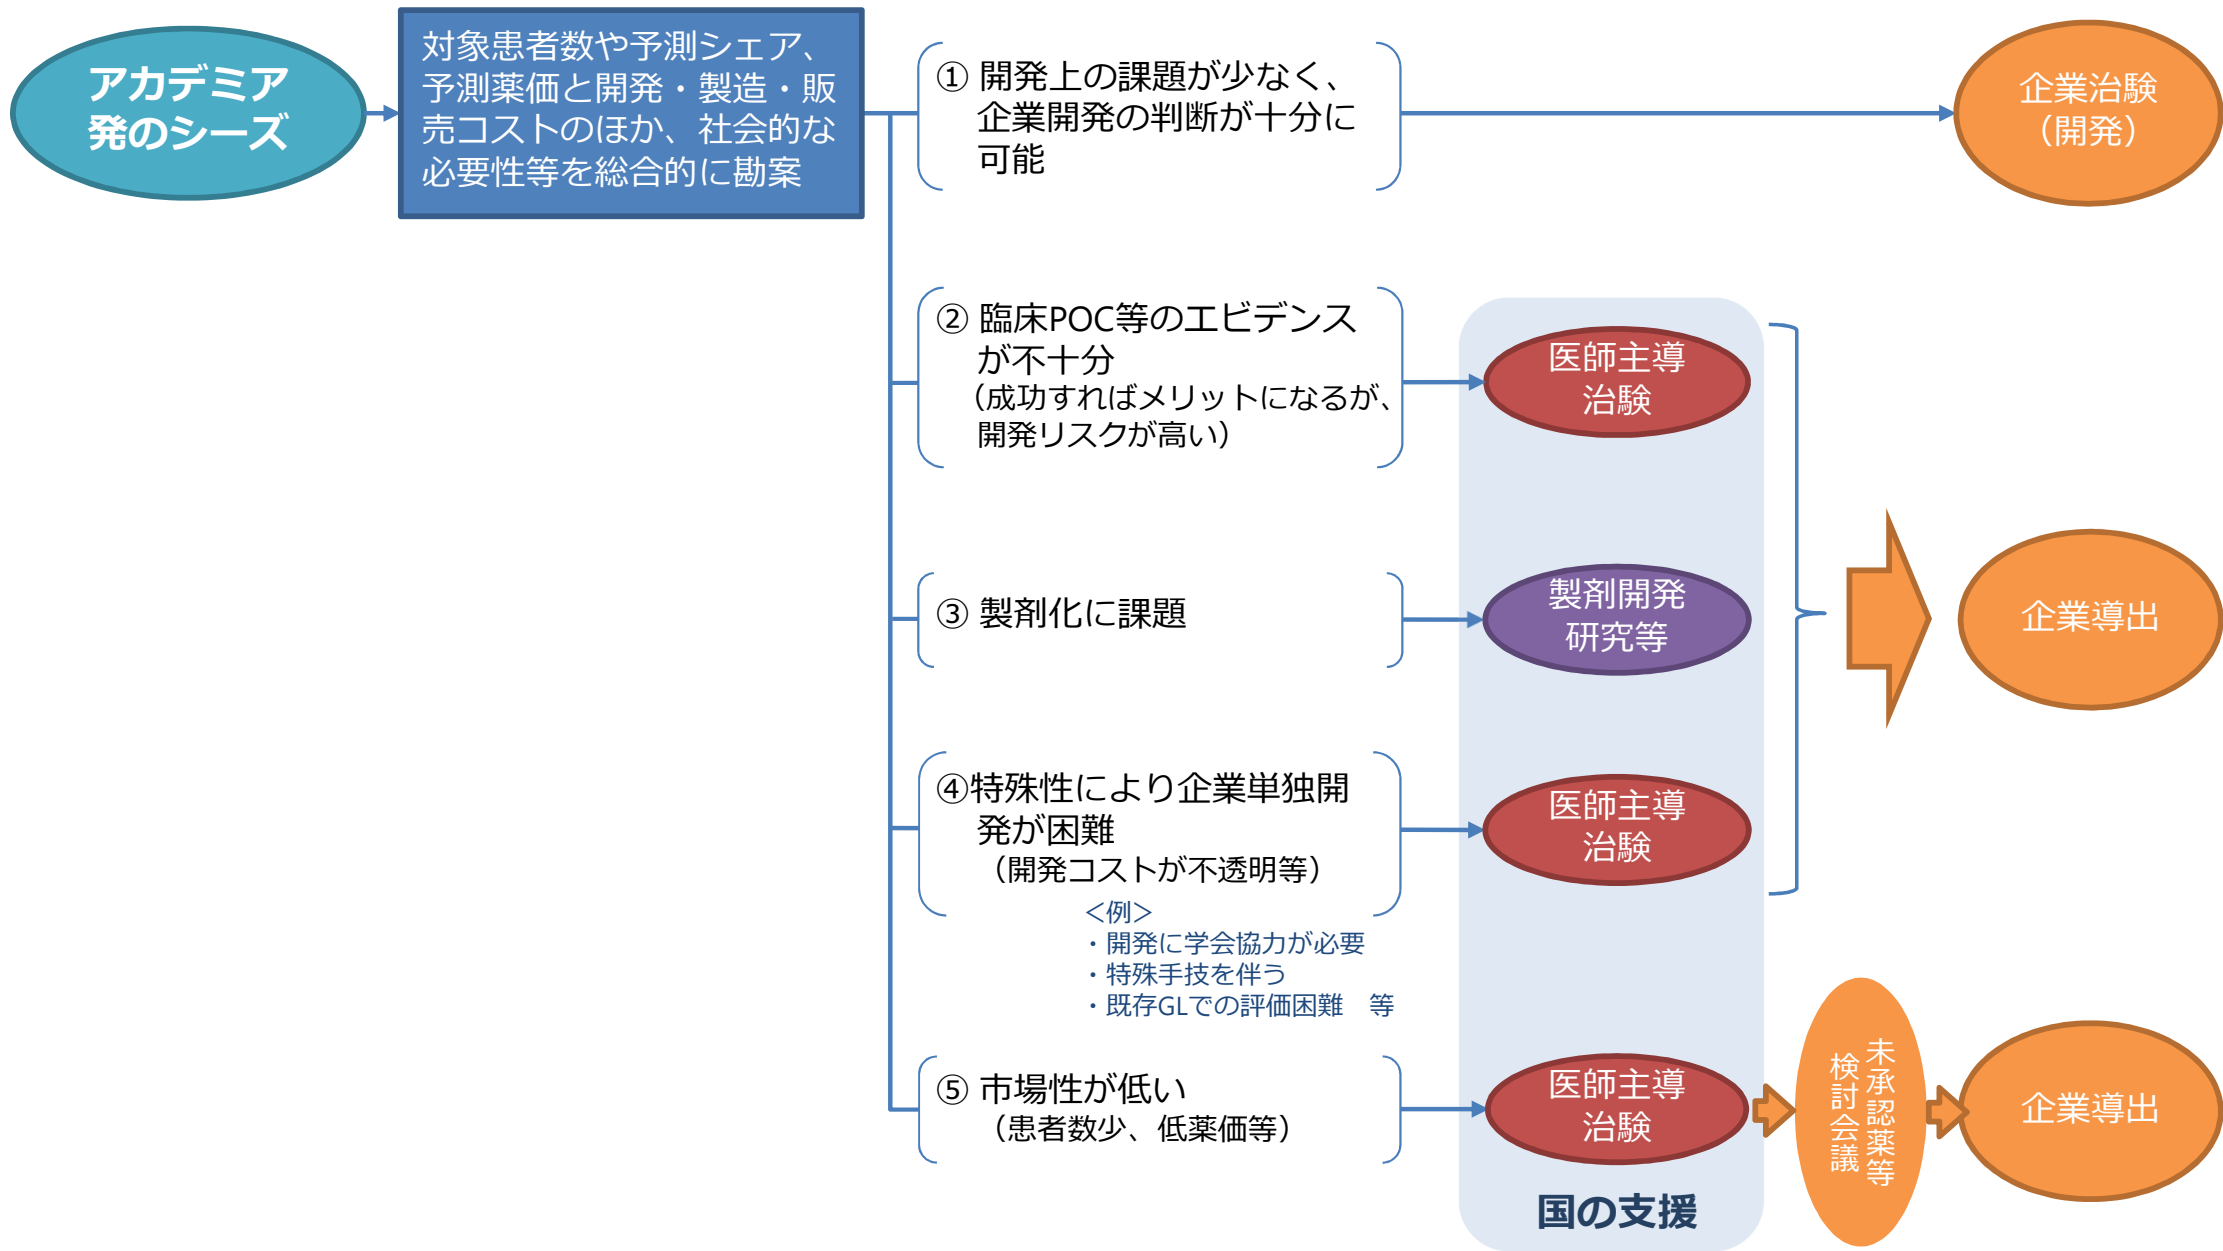 アカデミア
発のシーズ
対象患者数や予測シェア、
予測薬価と開発・製造・販
売コストのほか、社会的な
必要性等を総合的に勘案
① 開発上の課題が少なく、
企業開発の判断が十分に
可能
企業治験
（開発）
② 臨床POC等のエビデンス
が不十分
（成功すればメリットになるが、
開発リスクが高い）
医師主導
治験
③ 製剤化に課題
製剤開発
研究等
企業導出
④特殊性により企業単独開
発が困難
（開発コストが不透明等）
＜例＞
・開発に学会協力が必要
・特殊手技を伴う
・既存GLでの評価困難　等
医師主導
治験
⑤ 市場性が低い
（患者数少、低薬価等）
医師主導
治験
未承認薬等
検討会議
企業導出
国の支援